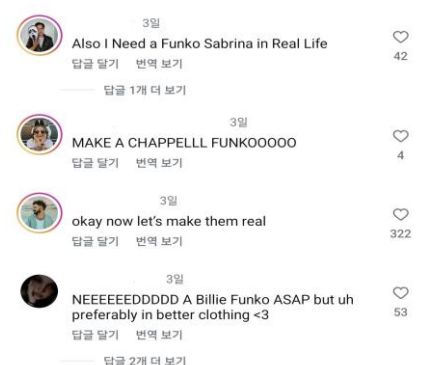 3일
Also I Need a Funko Sabrina in Real Life
42
답글 달기 번역 보기
답글 1개 더 보기
3일
MAKE A CHAPPELLL FUNKOOOOO
4
답글 달기 번역 보기
3일
okay now let's make them real
322
답글 달기 번역 보기
3일
NEEEEEEDDDDD A Billie Funko ASAP but uh
preferably in better clothing <3
53
답글 달기 번역 보기
답글 2개 더 보기